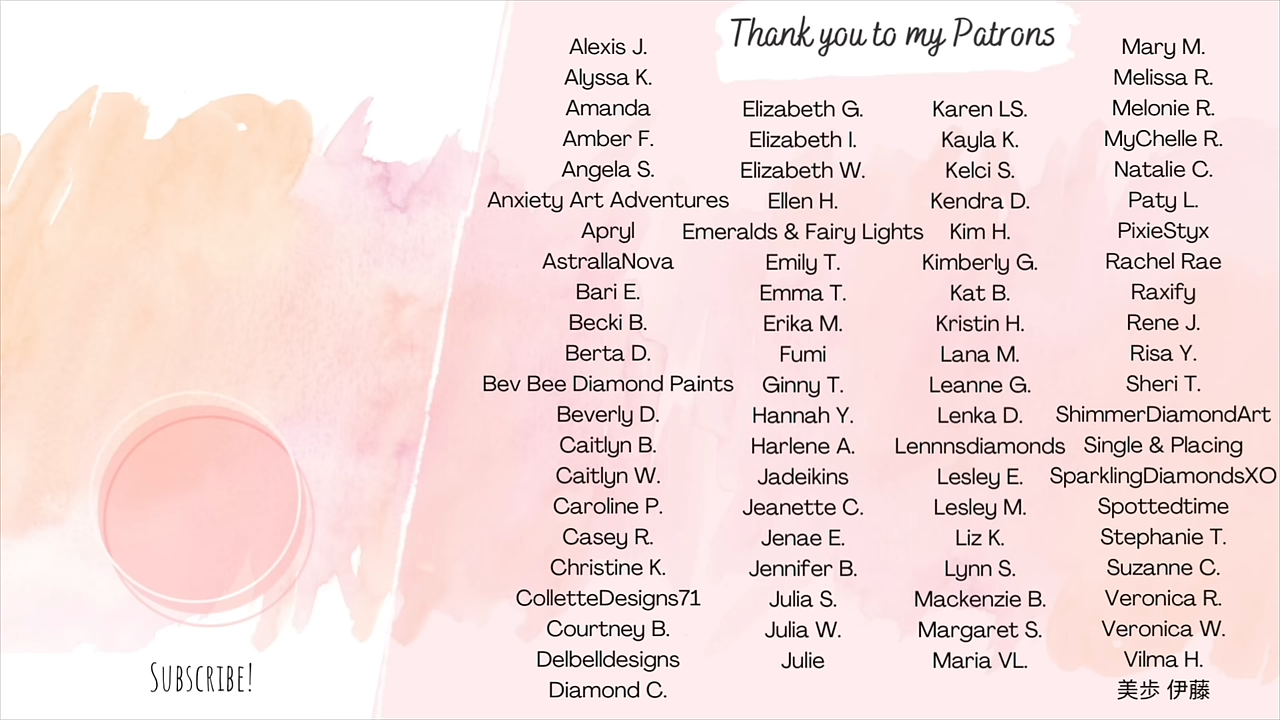 Thank you to my Patrons
Alexis J.
Alyssa K.
Amanda
Amber F.
Angela S.
Anxiety Art Adventures
Apryl
AstrallaNova
Bari E.
Becki B.
Berta D.
Bev Bee Diamond Paints
Beverly D.
Caitlyn B.
Caitlyn W.
Caroline P.
Casey R.
Christine K.
ColletteDesigns71
Courtney B.
Delbelldesigns
Diamond C.
Elizabeth G.
Elizabeth I.
Elizabeth W.
Ellen H.
Emeralds & Fairy Lights
Emily T.
Emma T.
Erika M.
Fumi
Ginny T.
Hannah Y.
Harlene A.
Jadeikins
Jeanette C.
Jenae E.
Jennifer B.
Julia S.
Julia W.
Julie
Karen LS.
Kayla K.
Kelci S.
Kendra D.
Kim H.
Kimberly G.
Kat B.
Kristin H.
Lana M.
Leanne G.
Lenka D.
Lennnsdiamonds
Lesley E.
Lesley M.
Liz K.
Lynn S.
Mackenzie B.
Margaret S.
Maria VL.
Mary M.
Melissa R.
Melonie R.
MyChelle R.
Natalie C.
Paty L.
PixieStyx
Rachel Rae
Raxify
Rene J.
Risa Y.
Sheri T.
ShimmerDiamondArt
Single & Placing
SparklingDiamondsXO
Spottedtime
Stephanie T.
Suzanne C.
Veronica R.
Veronica W.
Vilma H.
美歩 伊藤
Subscribe!